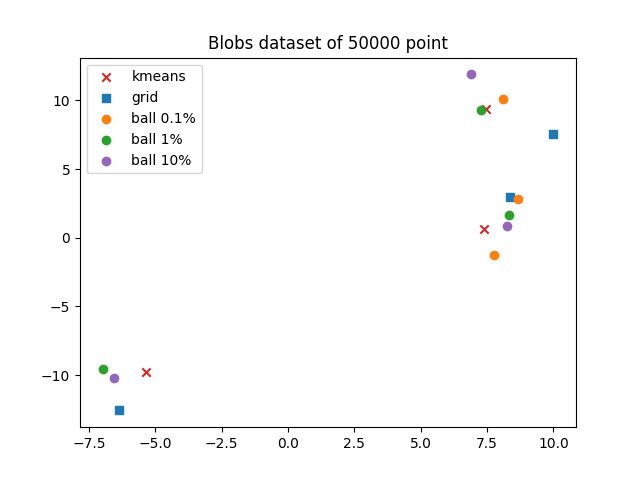 Blobs dataset of 50000 point
kmeans
grid
ball 0.1%
ball 1%
ball 10%
10
5
0
−5
−10
−7.5 −5.0 −2.5 0.0 2.5 5.0 7.5 10.0